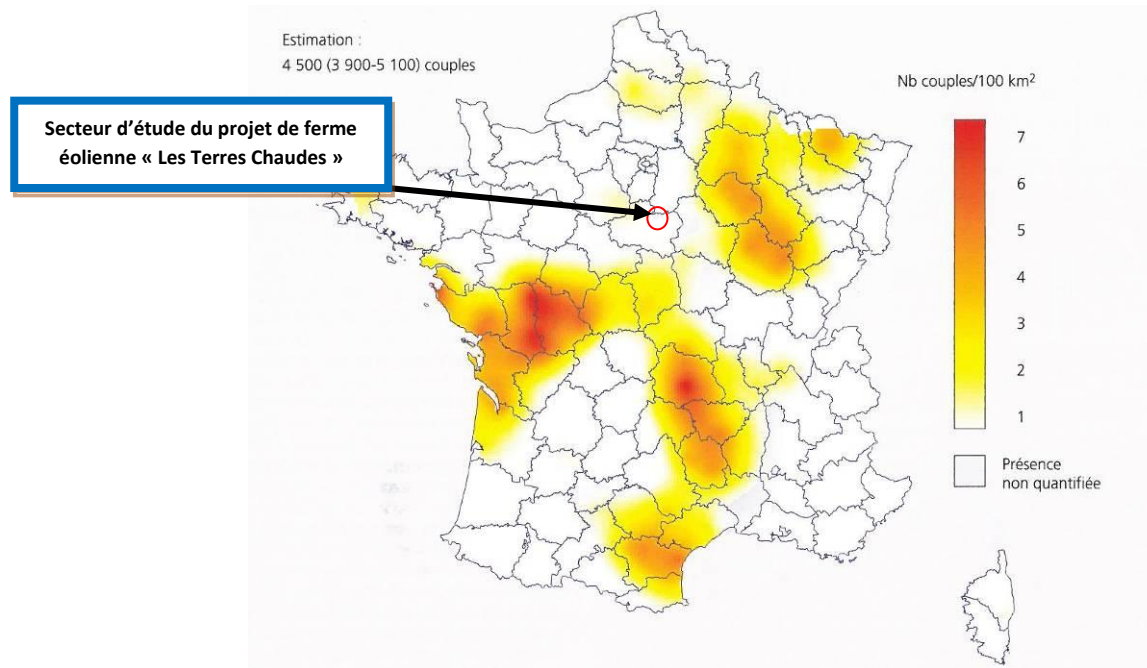 Estimation :
4 500 (3 900-5 100) couples
Secteur d’étude du projet de ferme
éolienne « Les Terres Chaudes »
Nb couples/100 km²
7
6
5
4
3
2
1
Présence
non quantifiée